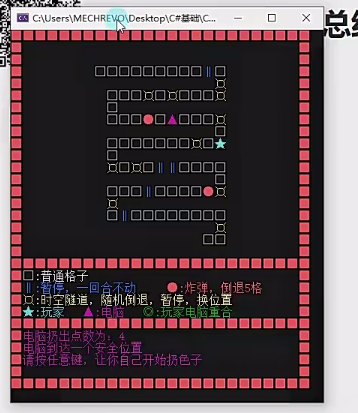 C:\Users\MECHREVO\Desktop\C#基础\C...
总结
□:普通格子
‖:暂停，一回合不动 ●:炸弹，倒退5格
¤:时空隧道，随机倒退，暂停，换位置
★:玩家 ▲:电脑 ◎:玩家电脑重合
电脑扔出点数为：4
电脑到达一个安全位置
请按任意键，让你自己开始扔色子